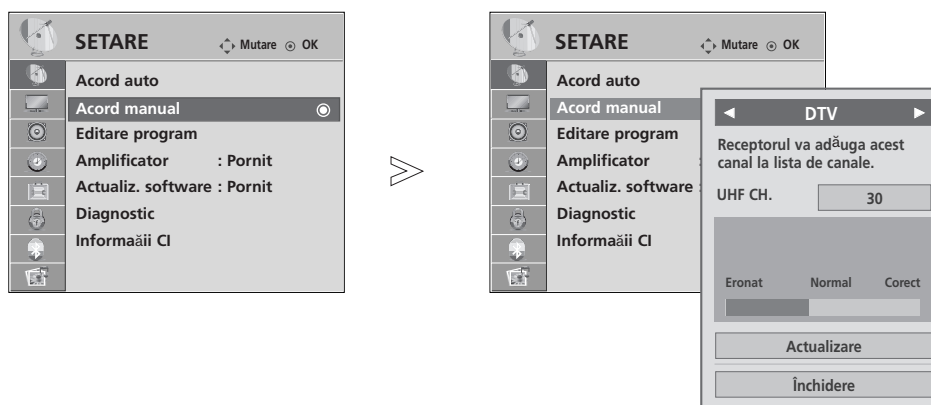 SETARE Mutare OK
Acord auto
Acord manual
Editare program
Amplificator : Pornit
Actualiz. software : Pornit
Diagnostic
Informaăii CI
SETARE Mutare OK
Acord auto
Acord manual
Editare program
Amplificator :
Actualiz. software :
Diagnostic
Informaăii CI
DTV
Receptorul va adăuga acest
canal la lista de canale.
UHF CH. 30
Eronat Normal Corect
Actualizare
Închidere